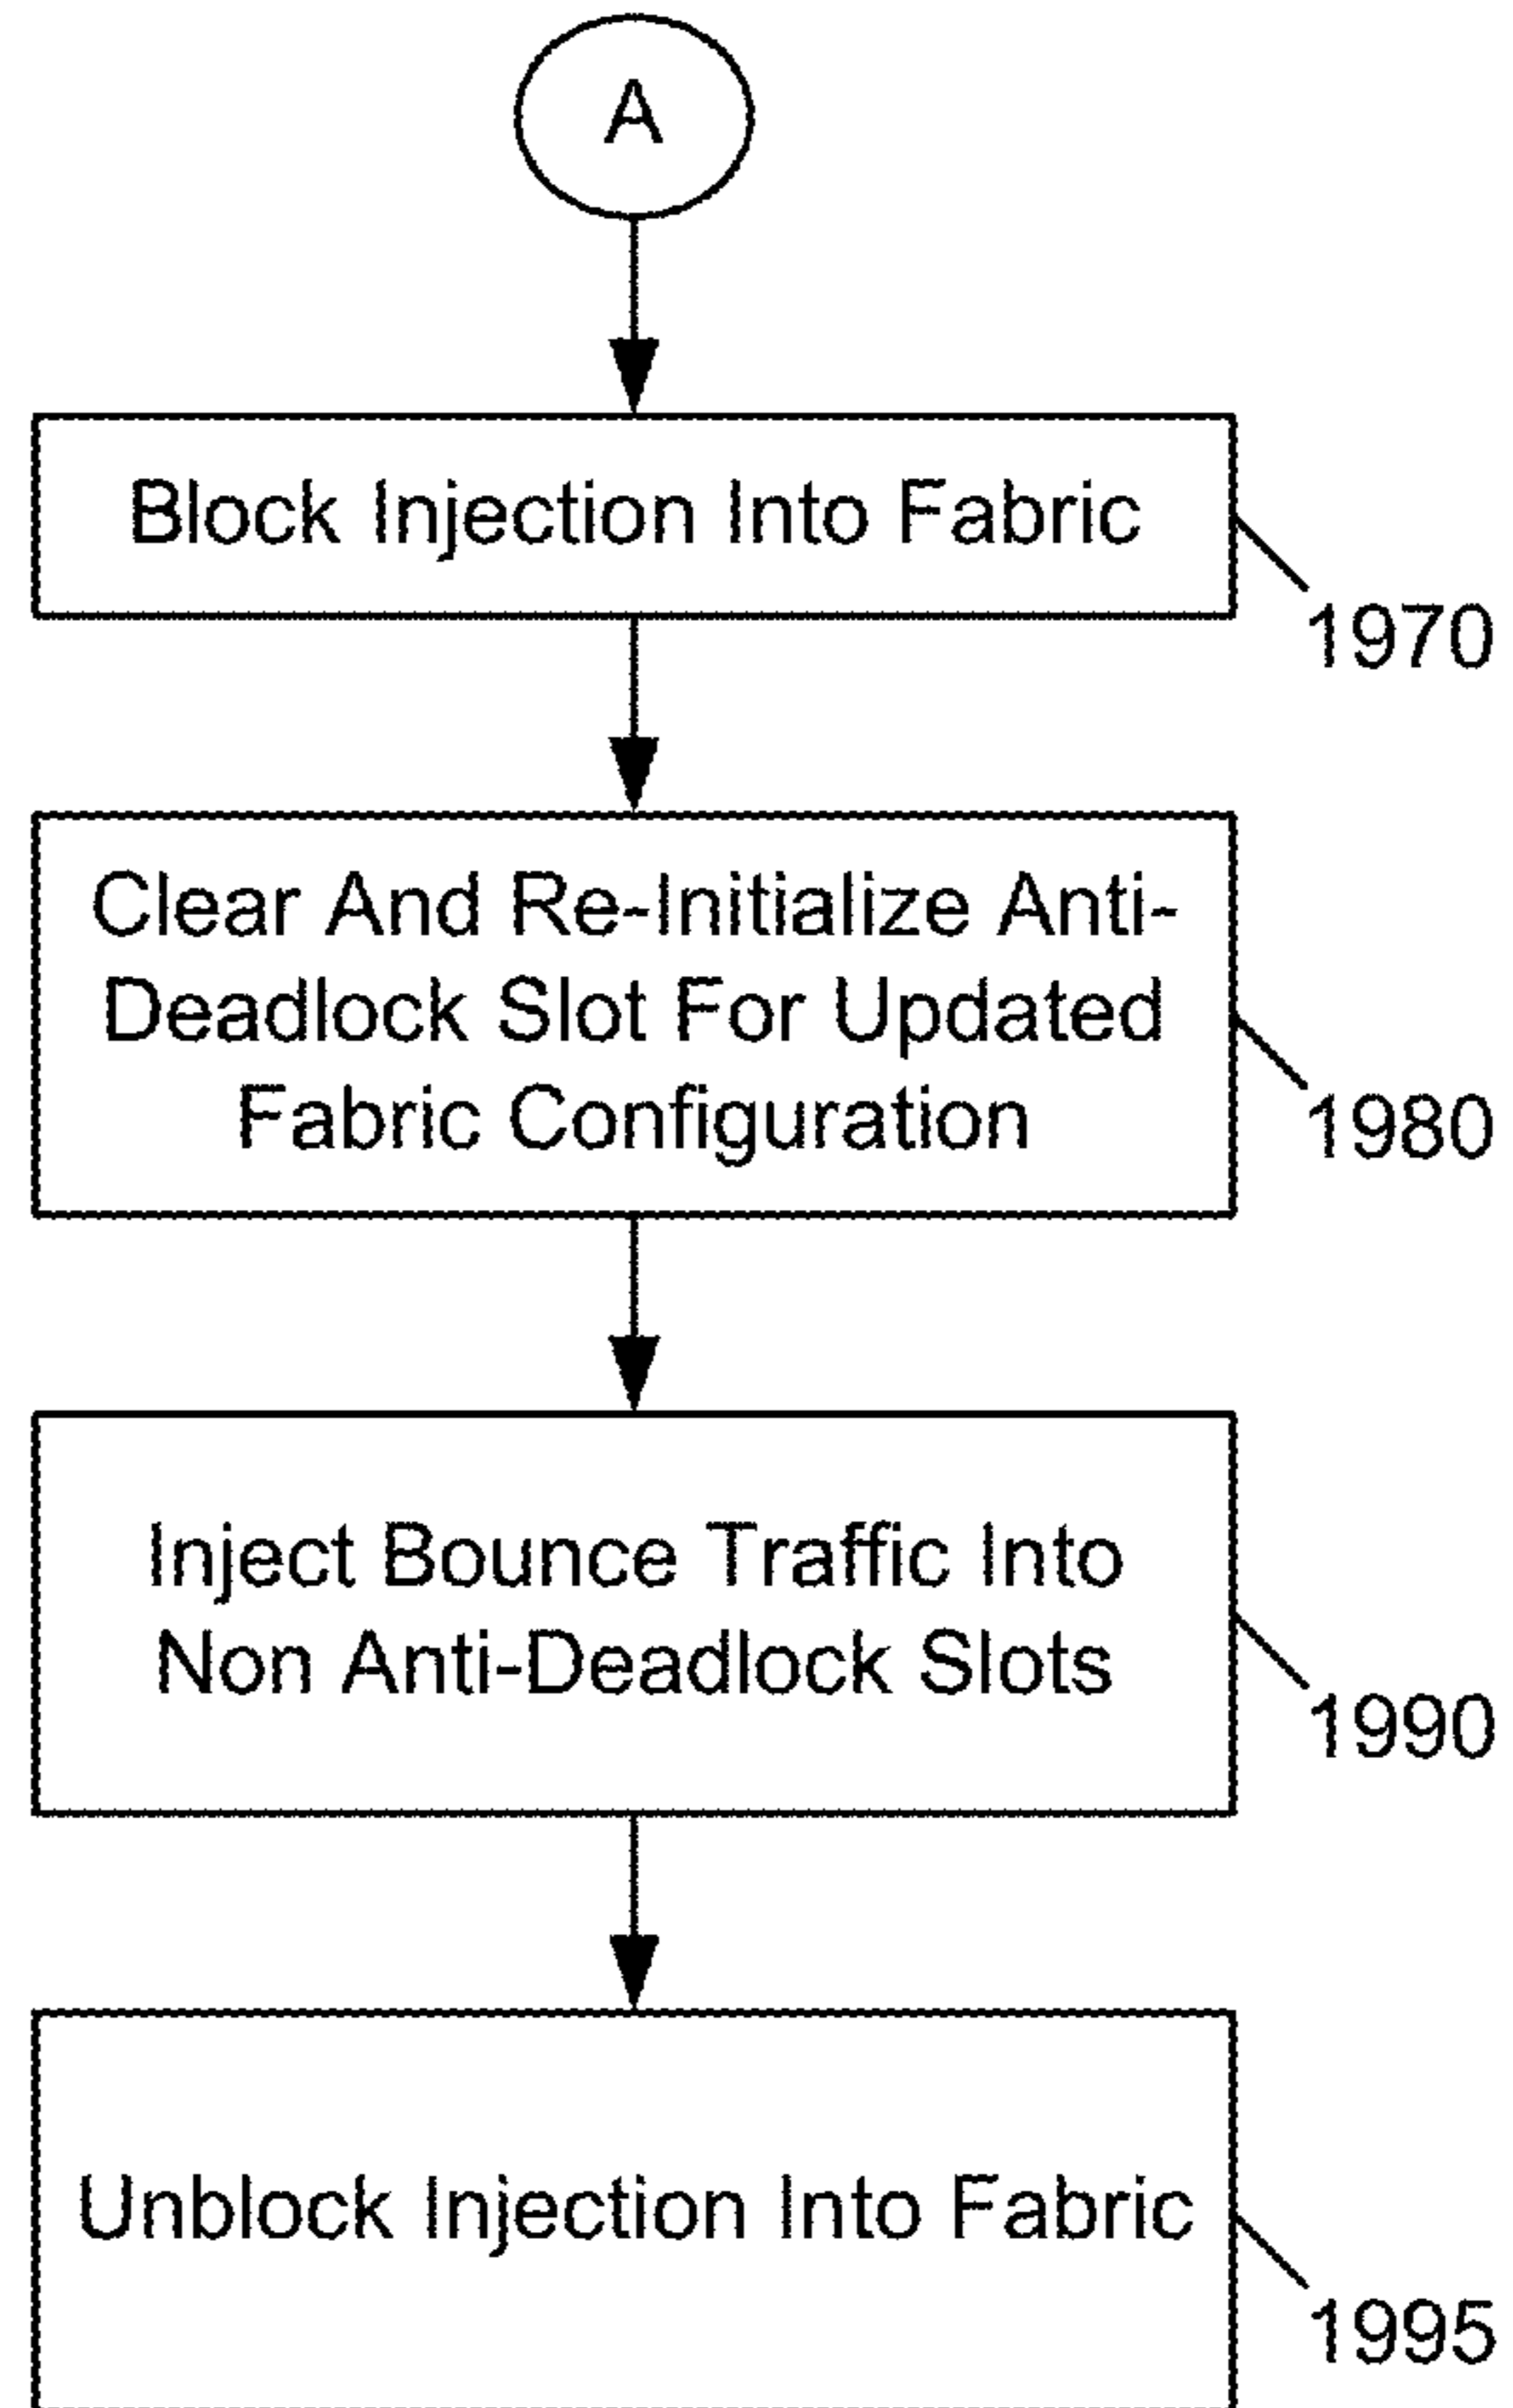 A
Block Injection Into Fabric
1970
Clear And Re-Initialize Anti-
Deadlock Slot For Updated
Fabric Configuration
1980
Inject Bounce Traffic Into
Non Anti-Deadlock Slots
1990
Unblock Injection Into Fabric
1995